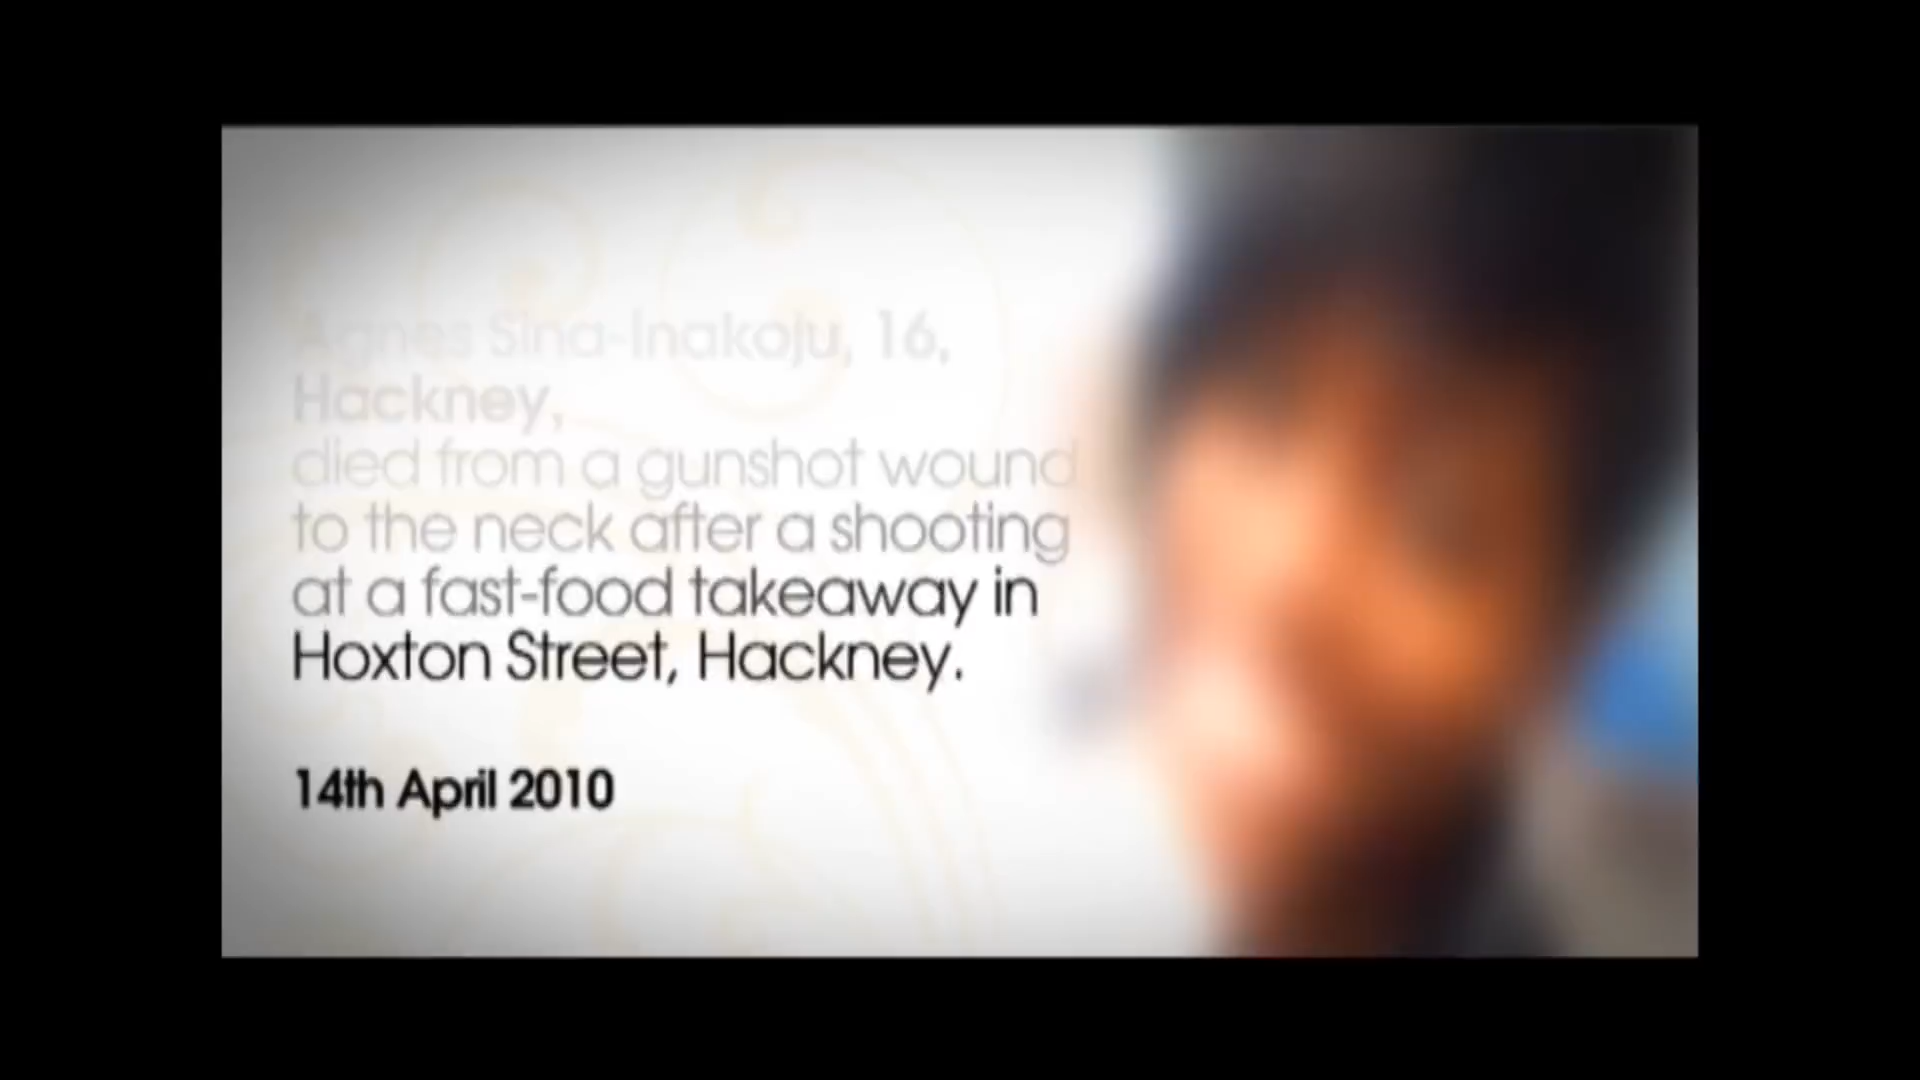 Agnes Sina-Inakoju, 16,
Hackney,
died from a gunshot wound
to the neck after a shooting
at a fast-food takeaway in
Hoxton Street, Hackney.
14th April 2010